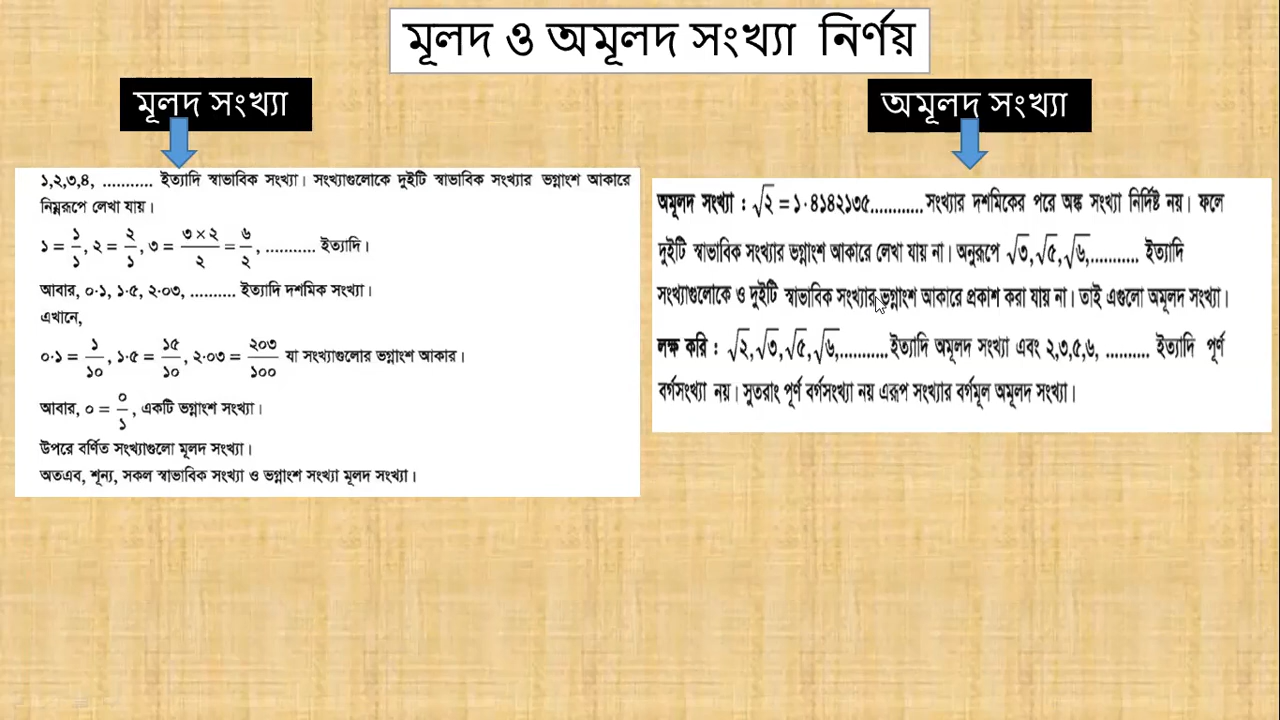 মূলদ ও অমূলদ সংখ্যা নির্ণয়
মূলদ সংখ্যা
১,২,৩,৪, ........... ইত্যাদি স্বাভাবিক সংখ্যা। সংখ্যাগুলোকে দুইটি স্বাভাবিক সংখ্যার ভগ্নাংশ আকারে
নিম্নরূপে লেখা যায়।
১ = ১/১, ২ = ২/১, ৩ = ৩ × ২/২ = ৬/২, ........... ইত্যাদি।
আবার, ০·১, ১·৫, ২·০৩, .......... ইত্যাদি দশমিক সংখ্যা।
এখানে,
০·১ = ১/১০, ১·৫ = ১৫/১০, ২·০৩ = ২০৩/১০০ যা সংখ্যাগুলোর ভগ্নাংশ আকার।
আবার, ০ = ০/১, একটি ভগ্নাংশ সংখ্যা।
উপরে বর্ণিত সংখ্যাগুলো মূলদ সংখ্যা।
অতএব, শূন্য, সকল স্বাভাবিক সংখ্যা ও ভগ্নাংশ সংখ্যা মূলদ সংখ্যা।
অমূলদ সংখ্যা
অমূলদ সংখ্যা : √২ = ১·৪১৪২১৩৫............ সংখ্যার দশমিকের পরে অঙ্ক সংখ্যা নির্দিষ্ট নয়। ফলে
দুইটি স্বাভাবিক সংখ্যার ভগ্নাংশ আকারে লেখা যায় না। অনুরূপে √৩,√৫,√৬,........... ইত্যাদি
সংখ্যাগুলোকে ও দুইটি স্বাভাবিক সংখ্যার ভগ্নাংশ আকারে প্রকাশ করা যায় না। তাই এগুলো অমূলদ সংখ্যা।
লক্ষ করি : √২,√৩,√৫,√৬,...........ইত্যাদি অমূলদ সংখ্যা এবং ২,৩,৫,৬, .......... ইত্যাদি পূর্ণ
বর্গসংখ্যা নয়। সুতরাং পূর্ণ বর্গসংখ্যা নয় এরূপ সংখ্যার বর্গমূল অমূলদ সংখ্যা।